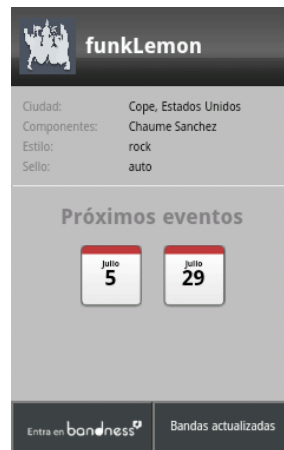 funkLemon
Ciudad: Cope, Estados Unidos
Componentes: Chaume Sanchez
Estilo: rock
Sello: auto
Próximos eventos
Julio Julio
5 29
Entra en bandness Bandas actualizadas